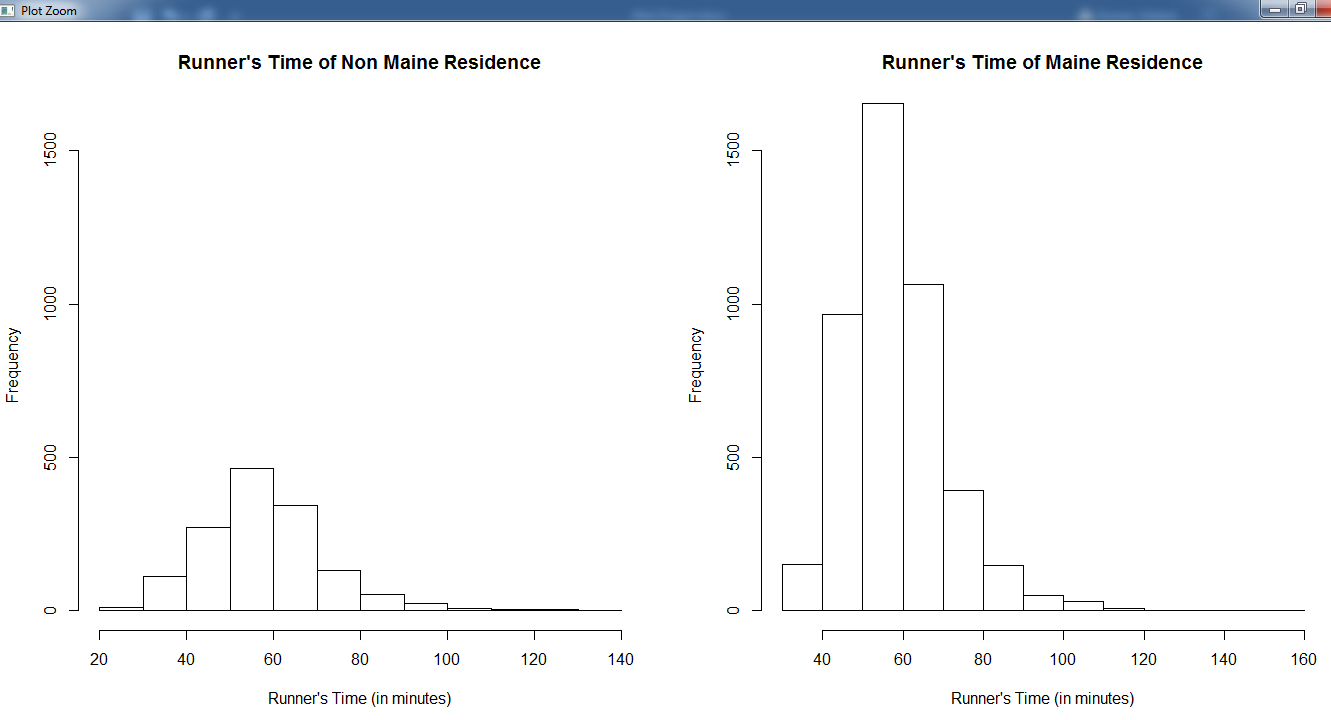 Plot Zoom
Runner's Time of Non Maine Residence
1500
1000
500
0
Frequency
20 40 60 80 100 120 140
Runner's Time (in minutes)
Runner's Time of Maine Residence
1500
1000
500
0
Frequency
40 60 80 100 120 140 160
Runner's Time (in minutes)